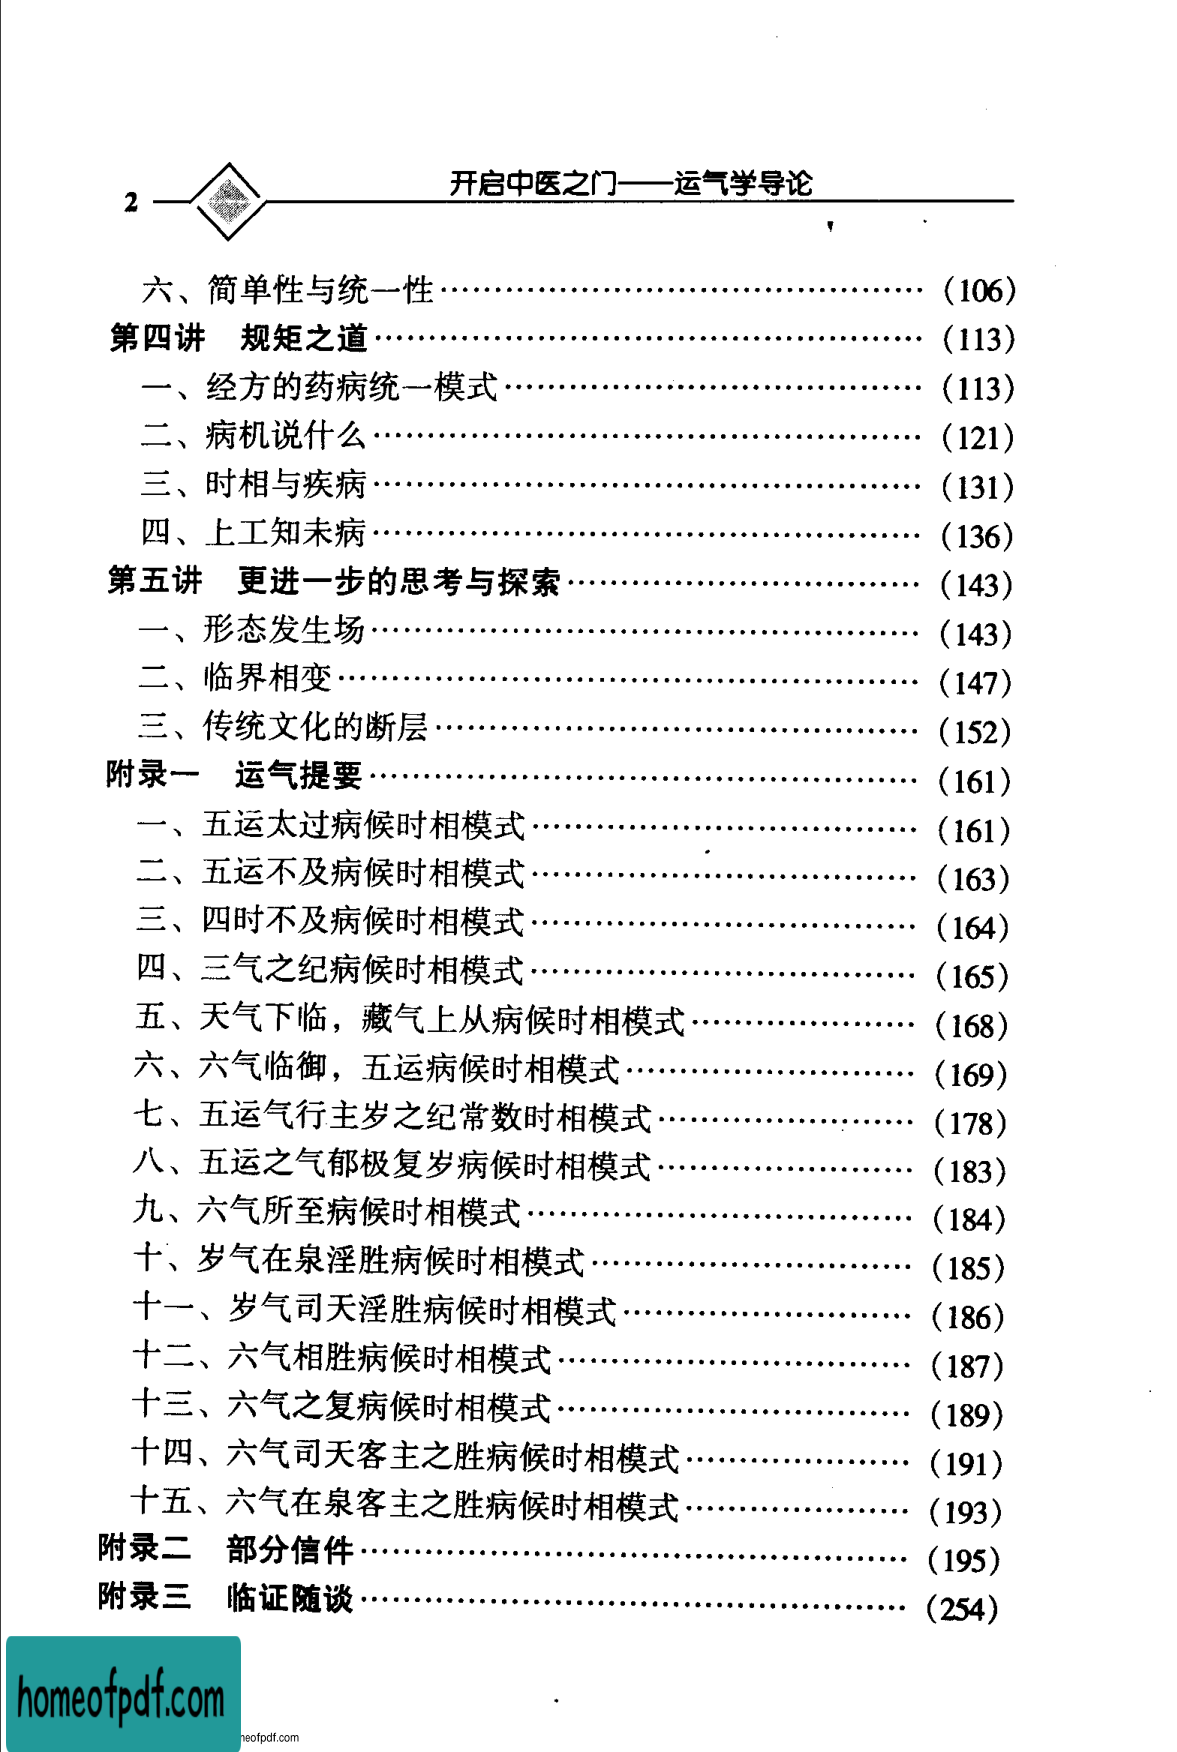 2
开启中医之门——运气学导论
六、简单性与统一性…………………………………………(106)
第四讲 规矩之道………………………………………………(113)
一、经方的药病统一模式……………………………………(113)
二、病机说什么………………………………………………(121)
三、时相与疾病………………………………………………(131)
四、上工知未病………………………………………………(136)
第五讲 更进一步的思考与探索………………………………(143)
一、形态发生场………………………………………………(143)
二、临界相变…………………………………………………(147)
三、传统文化的断层…………………………………………(152)
附录一 运气提要………………………………………………(161)
一、五运太过病候时相模式…………………………………(161)
二、五运不及病候时相模式…………………………………(163)
三、四时不及病候时相模式…………………………………(164)
四、三气之纪病候时相模式…………………………………(165)
五、天气下临，藏气上从病候时相模式……………………(168)
六、六气临御，五运病候时相模式…………………………(169)
七、五运气行主岁之纪常数时相模式………………………(178)
八、五运之气郁极复岁病候时相模式………………………(183)
九、六气所至病候时相模式…………………………………(184)
十、岁气在泉淫胜病候时相模式……………………………(185)
十一、岁气司天淫胜病候时相模式…………………………(186)
十二、六气相胜病候时相模式………………………………(187)
十三、六气之复病候时相模式………………………………(189)
十四、六气司天客主之胜病候时相模式……………………(191)
十五、六气在泉客主之胜病候时相模式……………………(193)
附录二 部分信件………………………………………………(195)
附录三 临证随谈………………………………………………(254)
homeofpdf.com
neofpdf.com